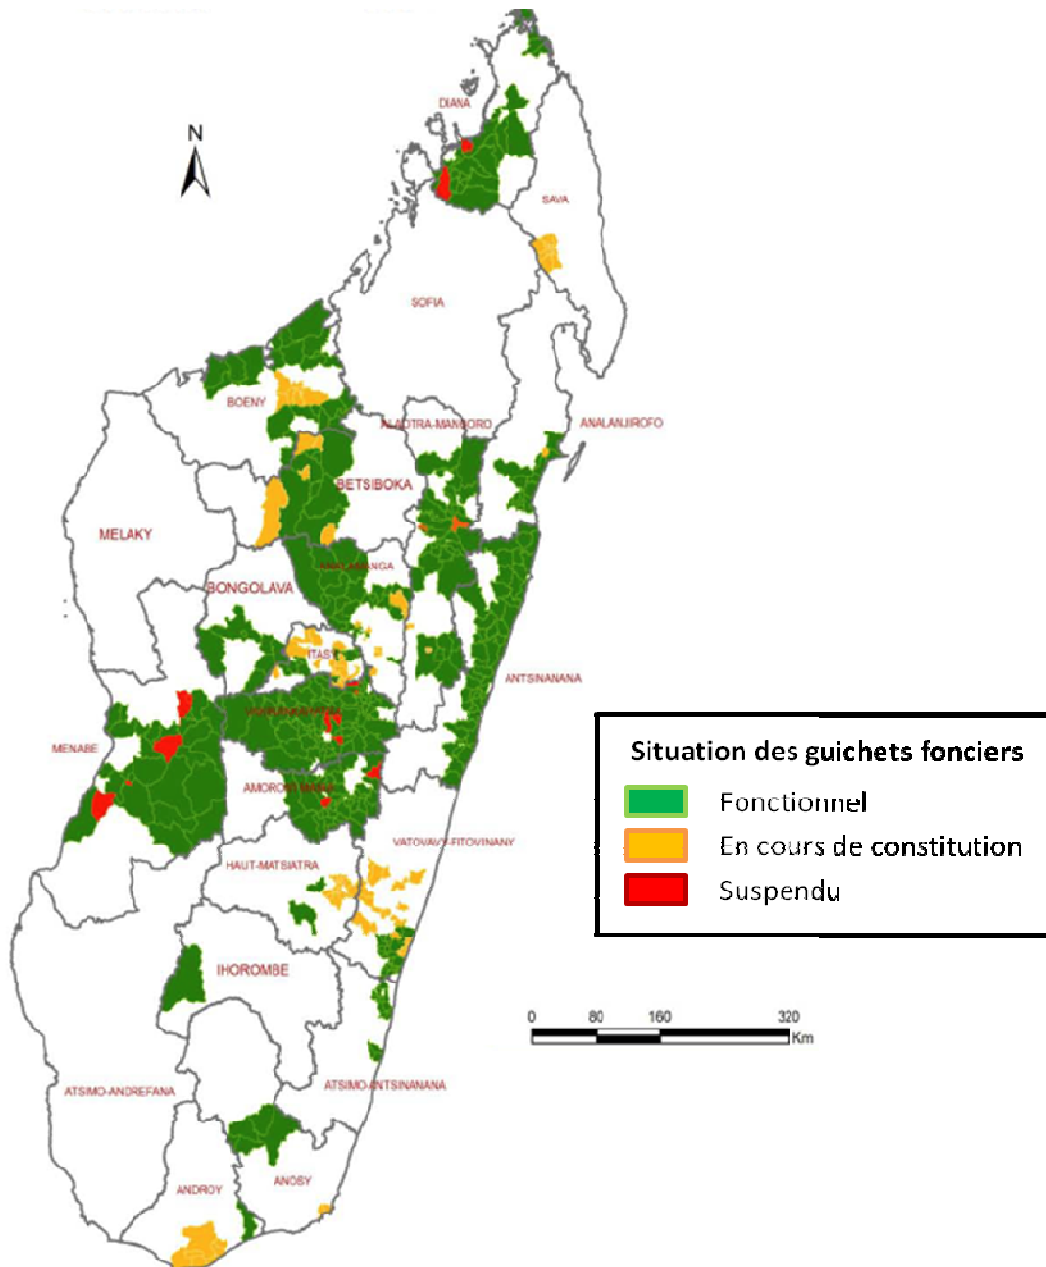 N
DIANA
SAVA
SOFIA
BOENY
ALAOTRA-MANGORO
ANALANJIROFO
BETSIBOKA
MELAKY
ANALAMANGA
BONGOLAVA
ITASY
ANTSINANANA
MENABE
AMORON'I MANIA
VATOVAVY-FITOVINANY
HAUT-MATSIATRA
IHOROMBE
ATSIMO-ANDREFANA
ATSIMO-ANTSINANANA
ANDROY
ANOSY
Situation des guichets fonciers
Fonctionnel
En cours de constitution
Suspendu
0 80 160 320
Km